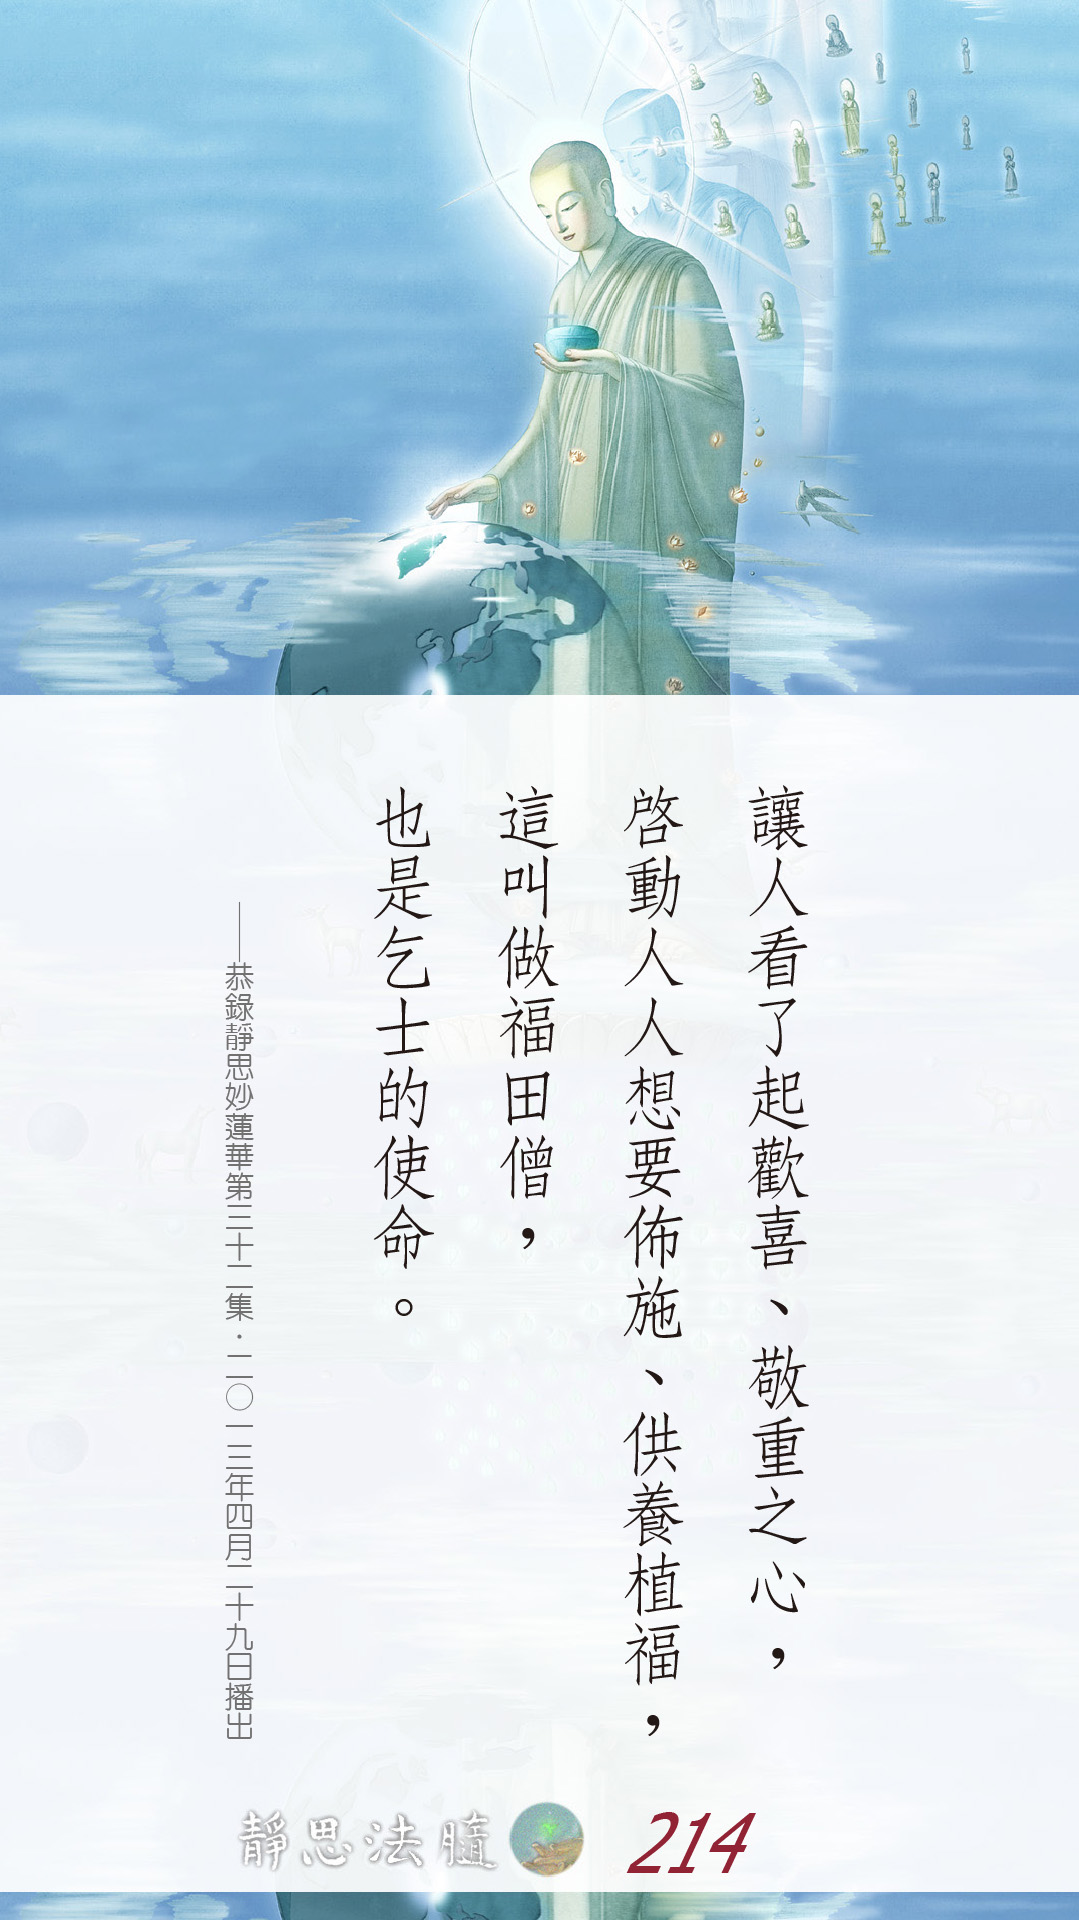 讓人看了起歡喜、敬重之心，
啓動人人想要佈施、供養植福，
這叫做福田僧，
也是乞士的使命。
——恭錄靜思妙蓮華第三十二集．二〇一三年四月二十九日播出
靜思法髓
214